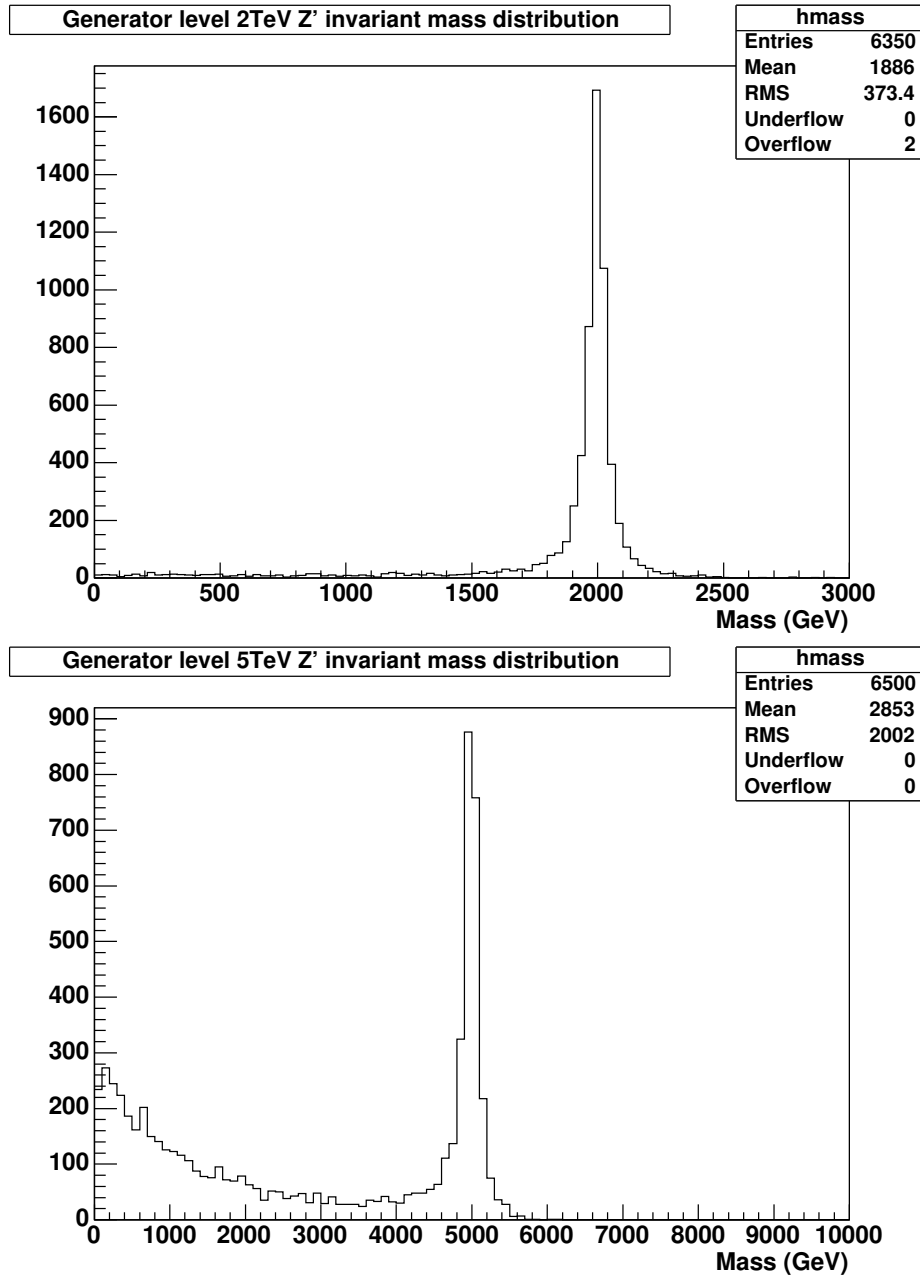 Generator level 2TeV Z' invariant mass distribution
hmass
Entries 6350
Mean 1886
RMS 373.4
Underflow 0
Overflow 2
1600
1400
1200
1000
800
600
400
200
0
0 500 1000 1500 2000 2500 3000
Mass (GeV)
Generator level 5TeV Z' invariant mass distribution
hmass
Entries 6500
Mean 2853
RMS 2002
Underflow 0
Overflow 0
900
800
700
600
500
400
300
200
100
0
0 1000 2000 3000 4000 5000 6000 7000 8000 9000 10000
Mass (GeV)